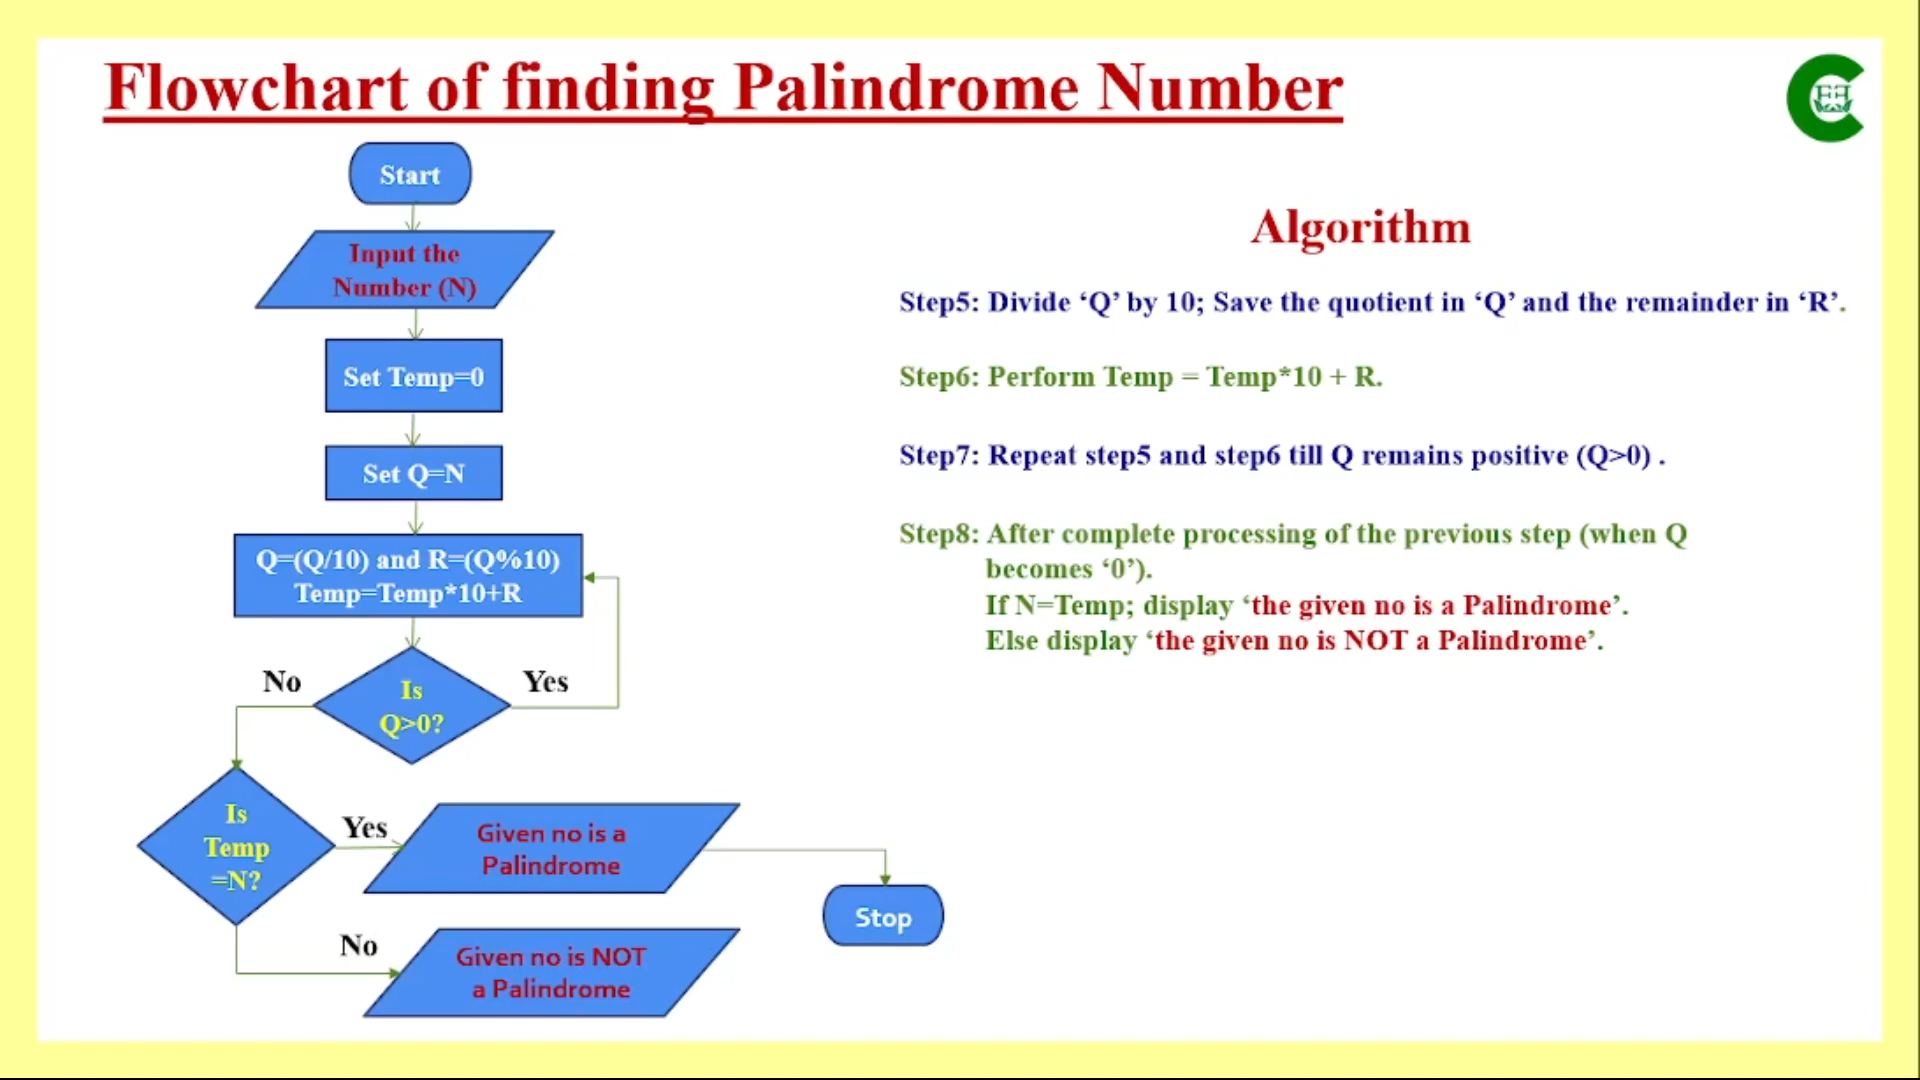 Flowchart of finding Palindrome Number
Start
Input the
Number (N)
Set Temp=0
Set Q=N
Q=(Q/10) and R=(Q%10)
Temp=Temp*10+R
Is
Q>0?
No
Yes
Is
Temp
=N?
Yes
Given no is a
Palindrome
No
Given no is NOT
a Palindrome
Stop
Algorithm
Step5: Divide ‘Q’ by 10; Save the quotient in ‘Q’ and the remainder in ‘R’.
Step6: Perform Temp = Temp*10 + R.
Step7: Repeat step5 and step6 till Q remains positive (Q>0) .
Step8: After complete processing of the previous step (when Q
becomes ‘0’).
If N=Temp; display ‘the given no is a Palindrome’.
Else display ‘the given no is NOT a Palindrome’.